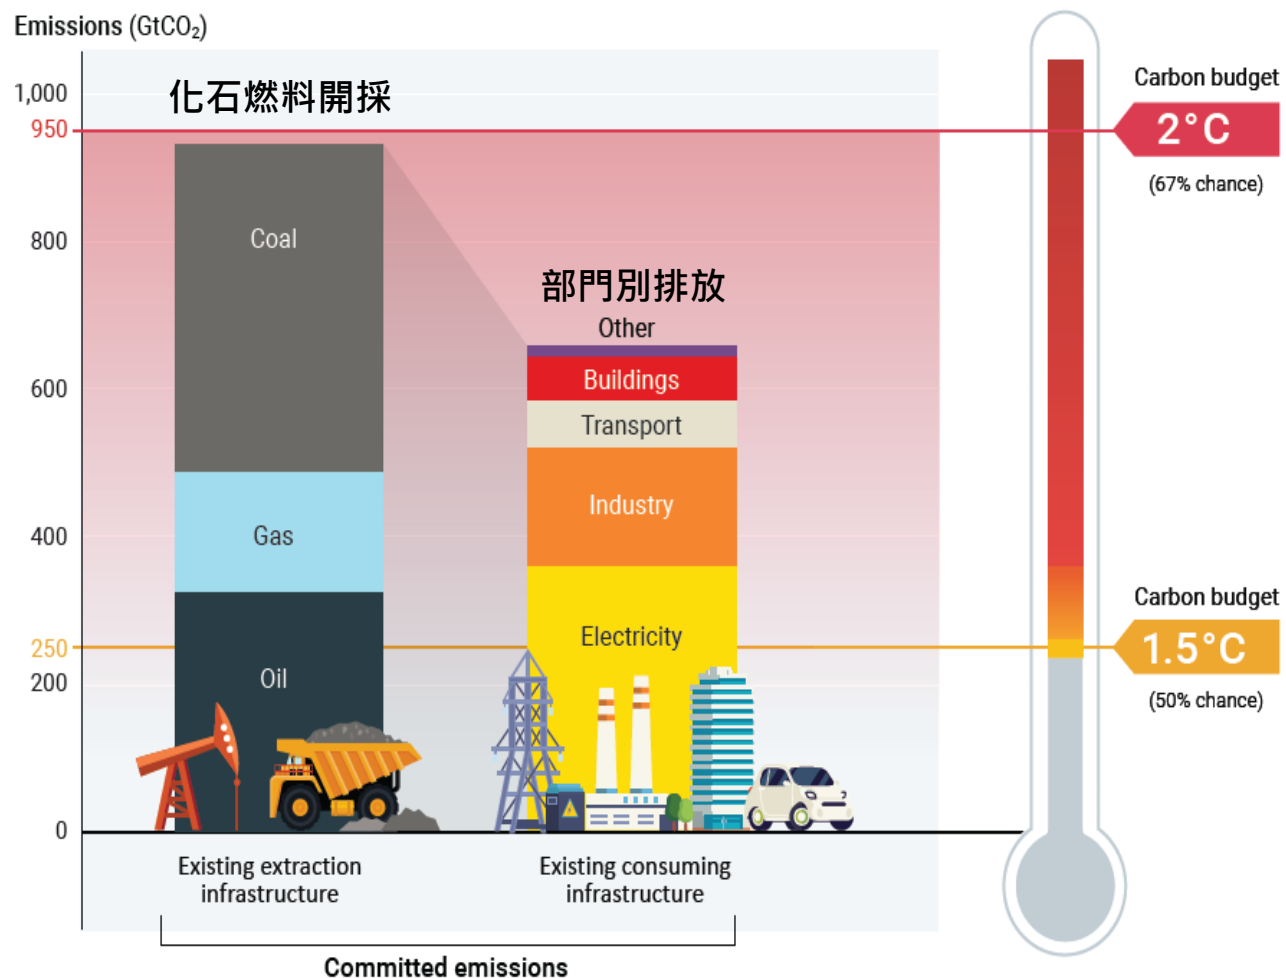 Emissions (GtCO₂)
1,000
950
800
600
400
250
200
0
化石燃料開採
Coal
Gas
Oil
部門別排放
Other
Buildings
Transport
Industry
Electricity
Existing extraction
infrastructure
Existing consuming
infrastructure
Committed emissions
Carbon budget
2°C
(67% chance)
Carbon budget
1.5°C
(50% chance)